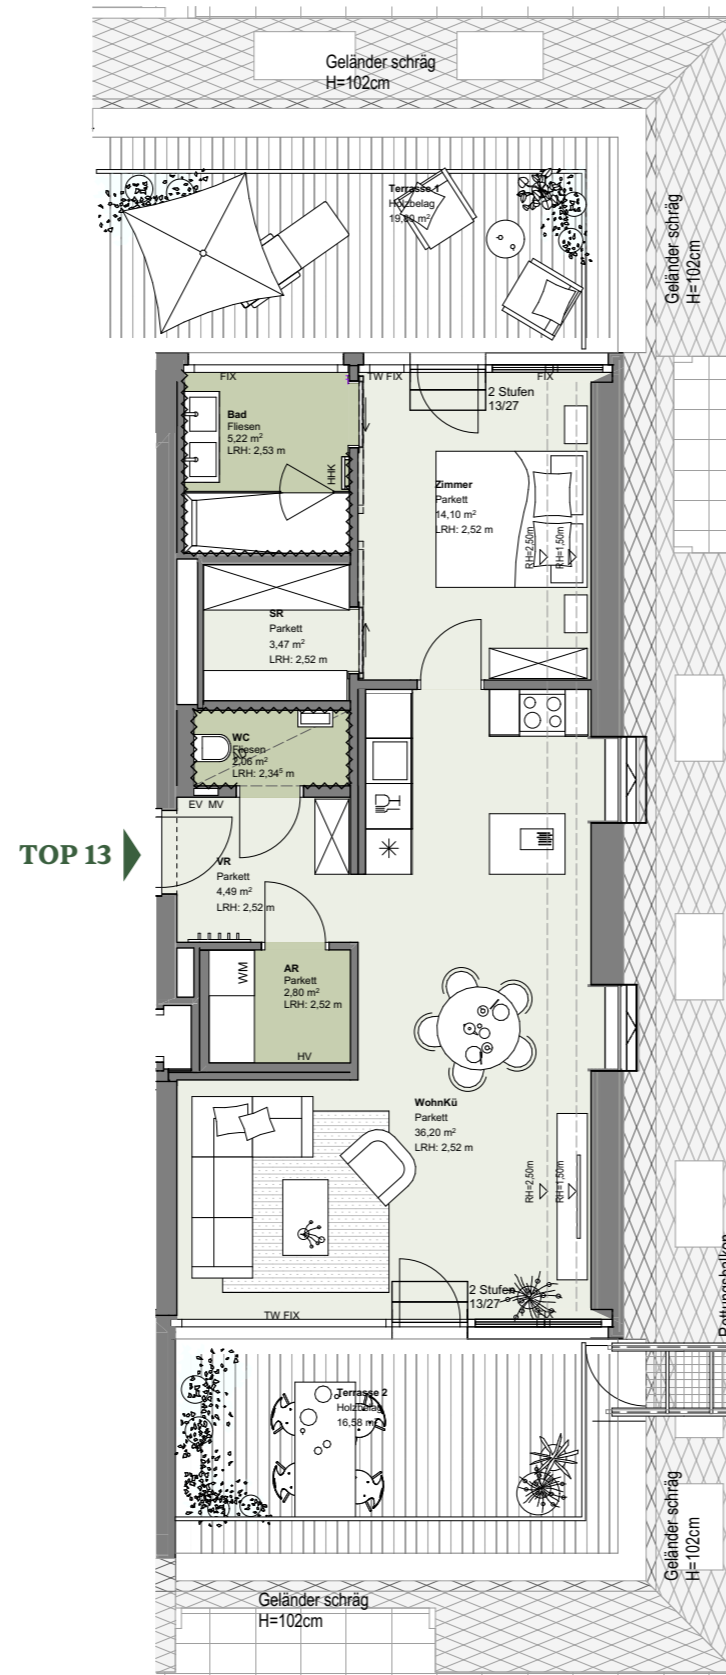 Geländer schräg
H=102cm
Terrasse 1
Holzbelag
Geländer schräg
H=102cm
FIX
TW FIX
FIX
2 Stufen
13/27
Bad
Fliesen
5,22 m²
LRH: 2,53 m
HHK
Zimmer
Parkett
14,10 m²
LRH: 2,52 m
RH=2,50m
RH=1,50m
SR
Parkett
3,47 m²
LRH: 2,52 m
WC
Fliesen
2,06 m²
LRH: 2,34⁵ m
EV MV
TOP 13
VR
Parkett
4,49 m²
LRH: 2,52 m
WM
AR
Parkett
2,80 m²
LRH: 2,52 m
HV
WohnKü
Parkett
36,20 m²
LRH: 2,52 m
RH=2,50m
RH=1,50m
2 Stufen
13/27
TW FIX
Rettungsbalkon
Terrasse 2
Holzbelag
16,58 m²
Geländer schräg
H=102cm
Geländer schräg
H=102cm